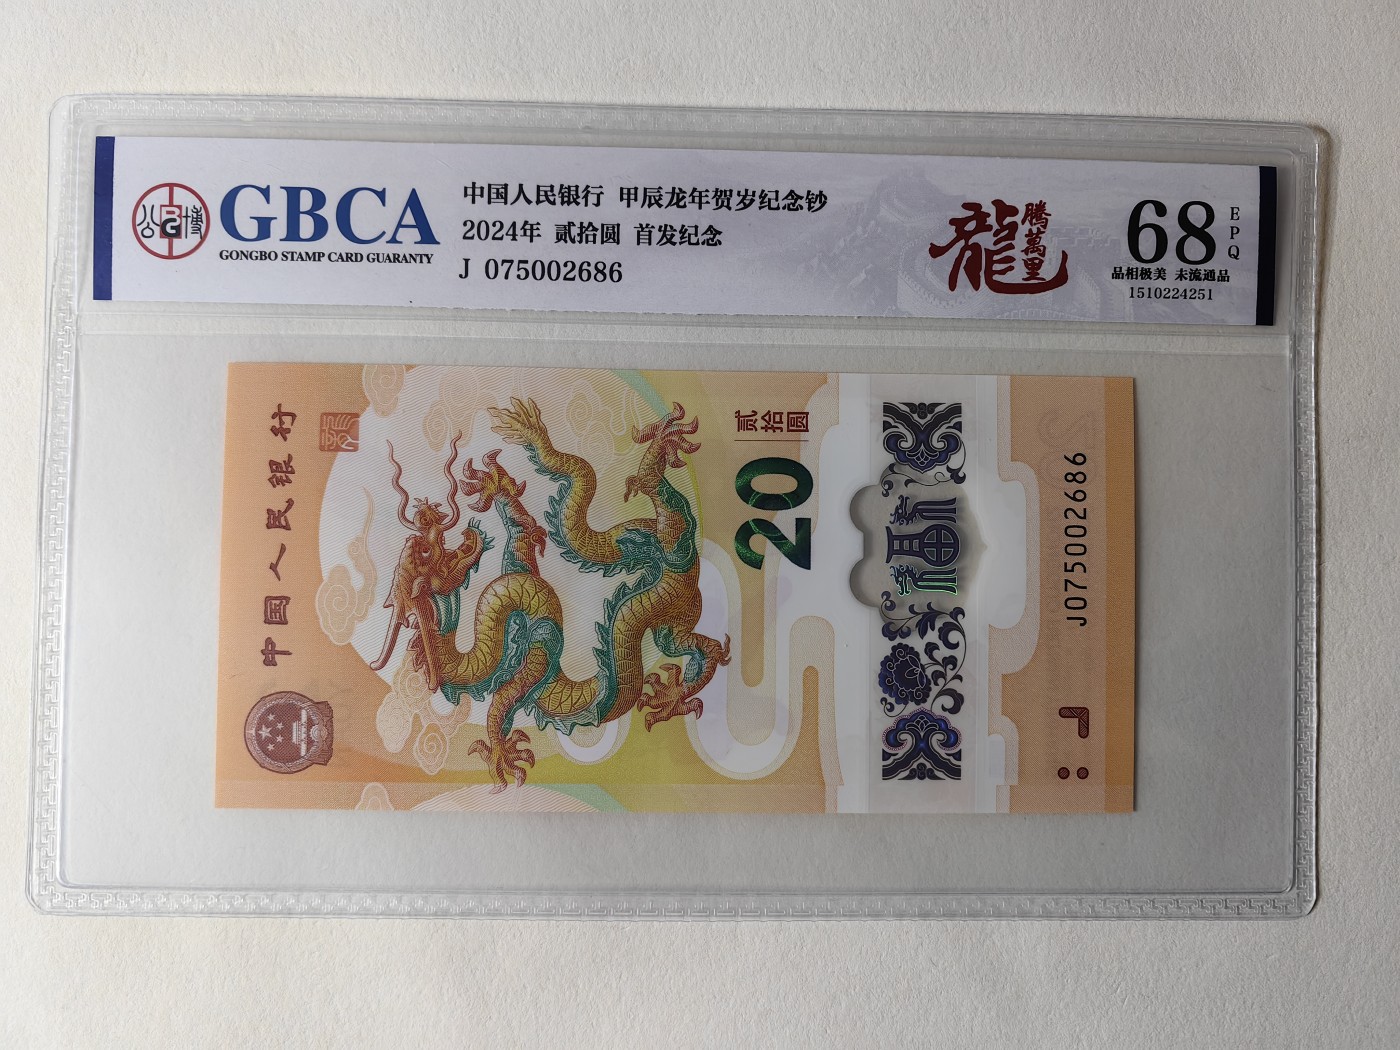 GBCA
GONGBO STAMP CARD GUARANTY
中国人民银行 甲辰龙年贺岁纪念钞
2024年 贰拾圆 首发纪念
J 075002686
龍
騰萬里
68
EPQ
品相极美 未流通品
1510224251
中国人民银行
贰拾圆
20
J075002686